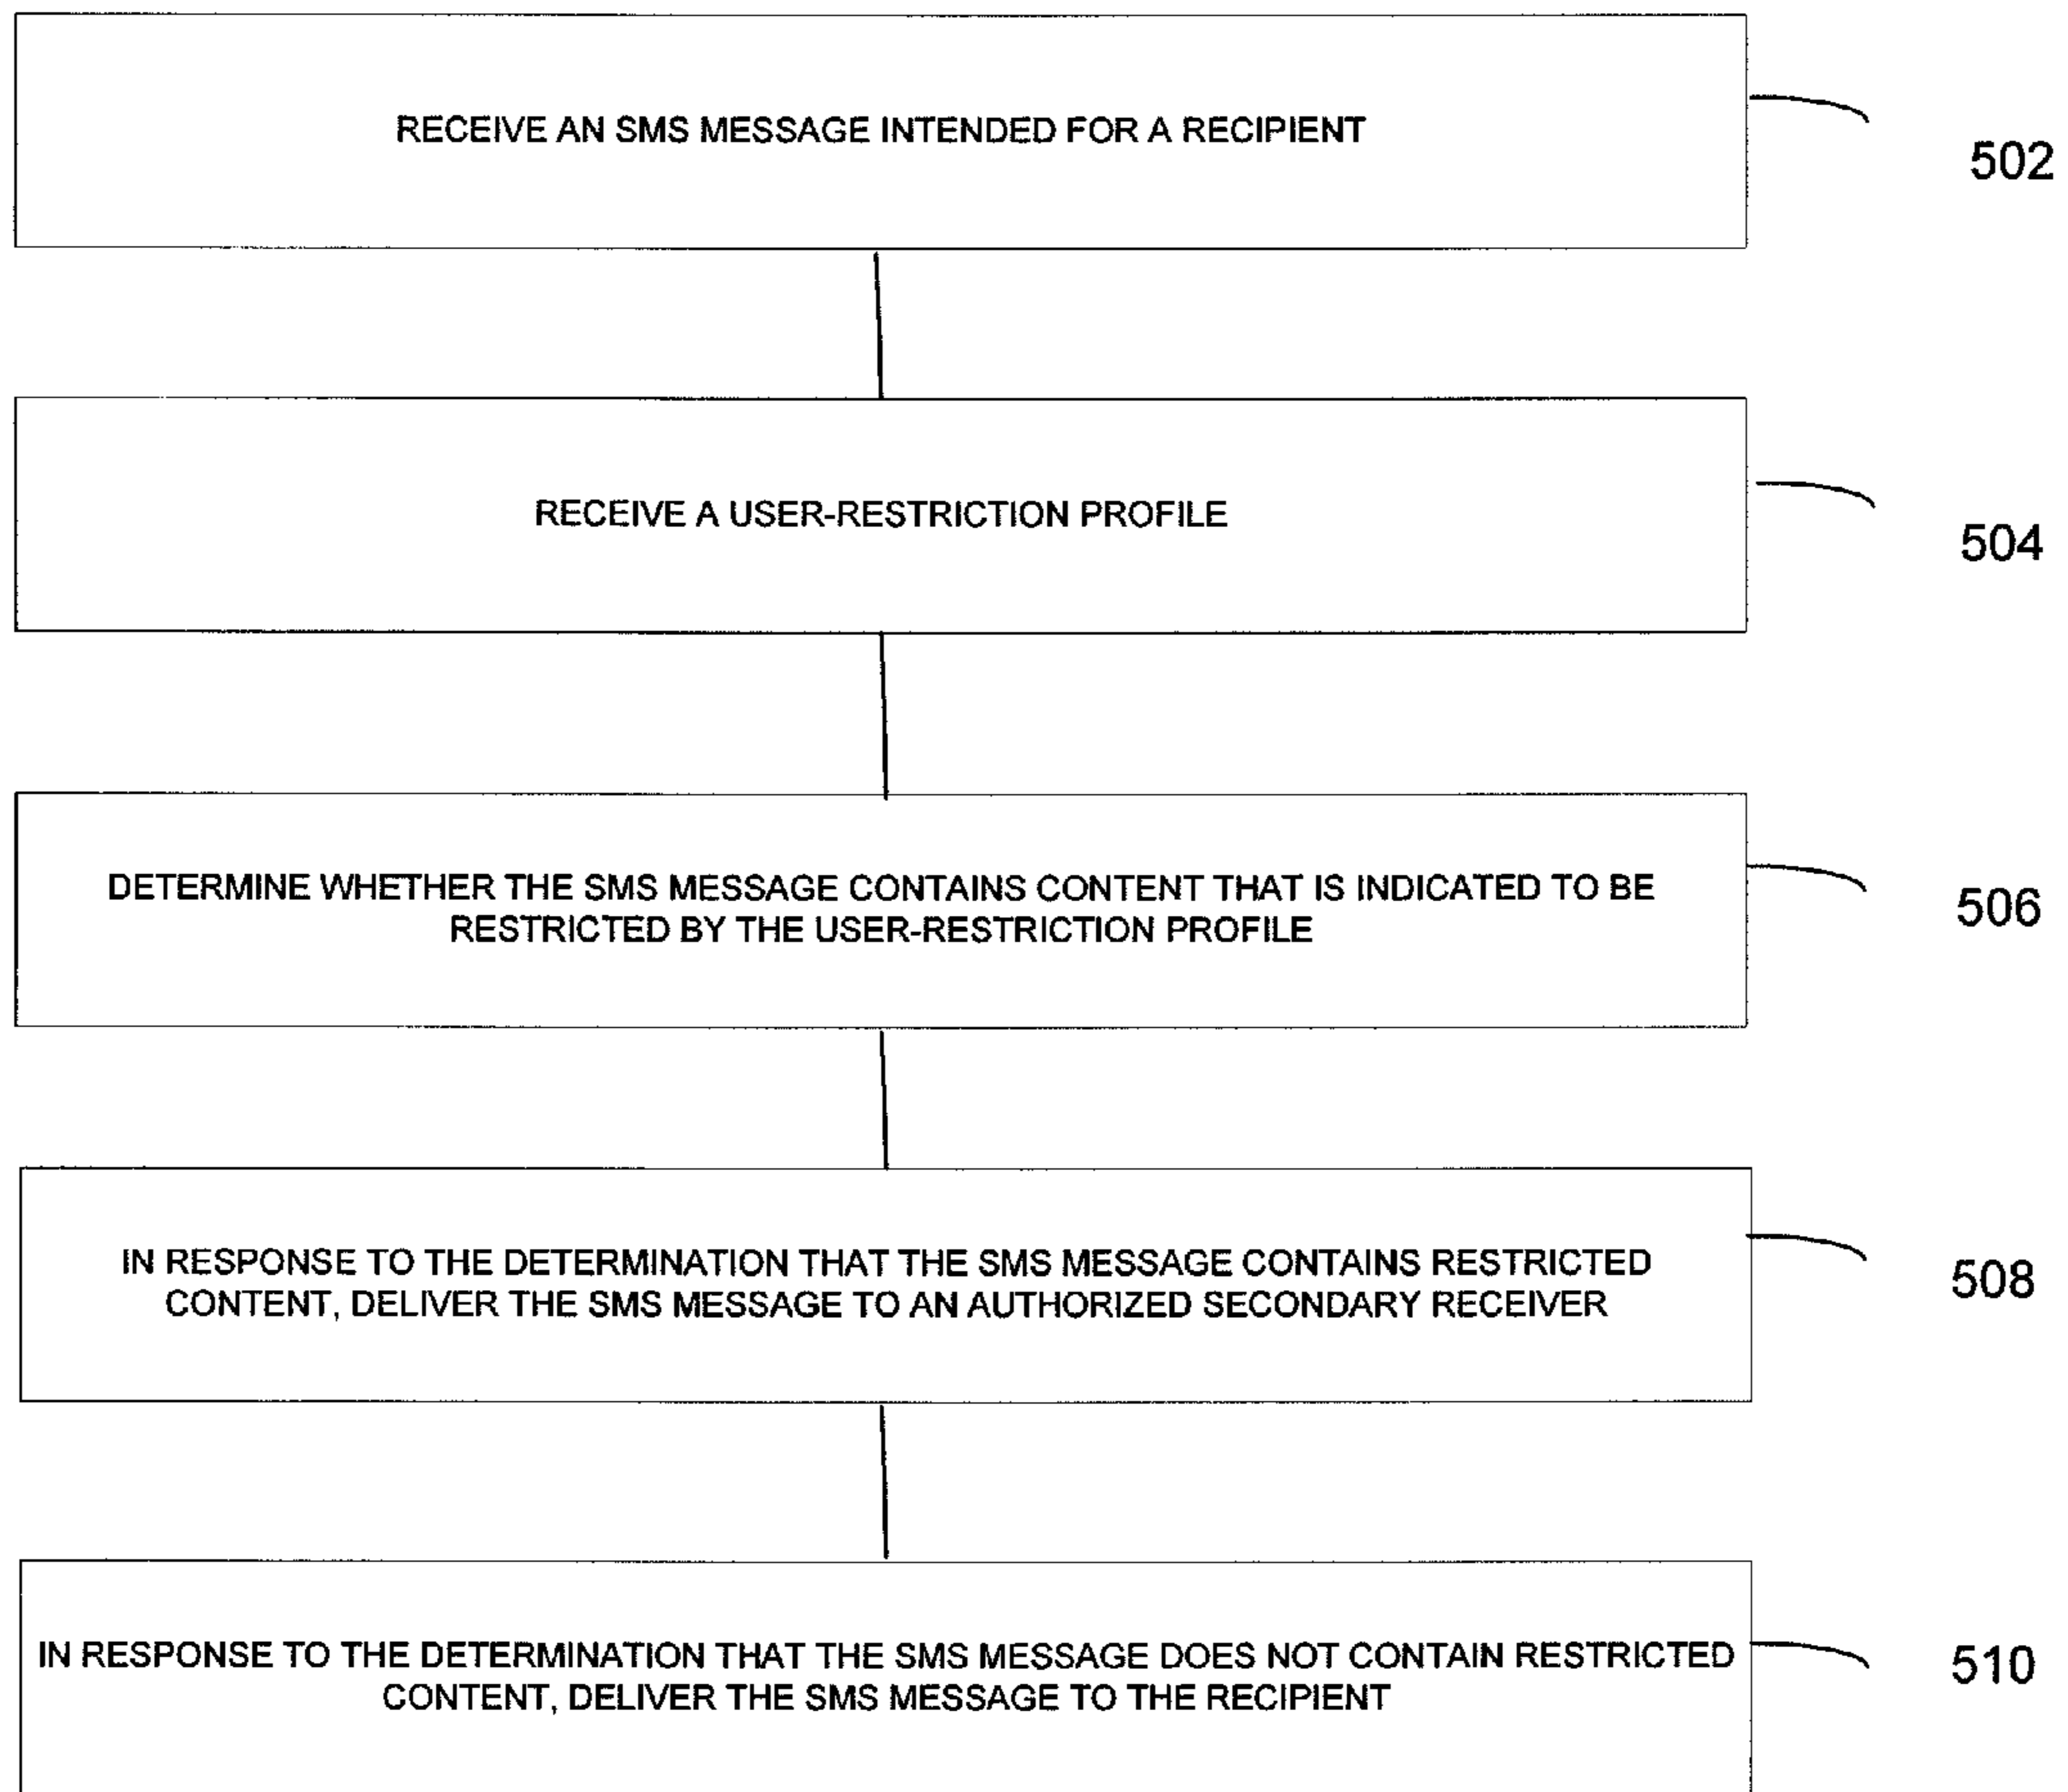 RECEIVE AN SMS MESSAGE INTENDED FOR A RECIPIENT
502
RECEIVE A USER-RESTRICTION PROFILE
504
DETERMINE WHETHER THE SMS MESSAGE CONTAINS CONTENT THAT IS INDICATED TO BE
RESTRICTED BY THE USER-RESTRICTION PROFILE
506
IN RESPONSE TO THE DETERMINATION THAT THE SMS MESSAGE CONTAINS RESTRICTED
CONTENT, DELIVER THE SMS MESSAGE TO AN AUTHORIZED SECONDARY RECEIVER
508
IN RESPONSE TO THE DETERMINATION THAT THE SMS MESSAGE DOES NOT CONTAIN RESTRICTED
CONTENT, DELIVER THE SMS MESSAGE TO THE RECIPIENT
510